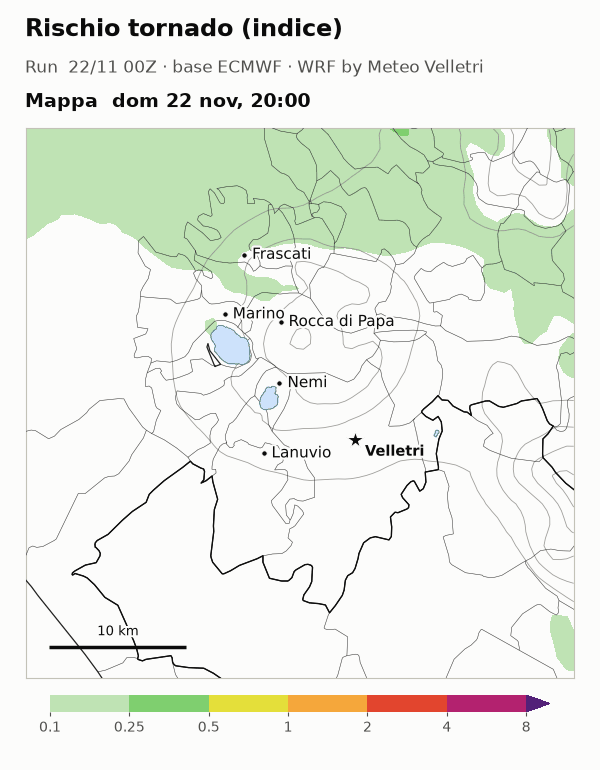 Rischio tornado (indice)
Run  22/11 00Z · base ECMWF · WRF by Meteo Velletri
Mappa  dom 22 nov, 20:00
Frascati
Marino
Rocca di Papa
Nemi
Velletri
Lanuvio
10 km
0.1 0.25 0.5 1 2 4 8